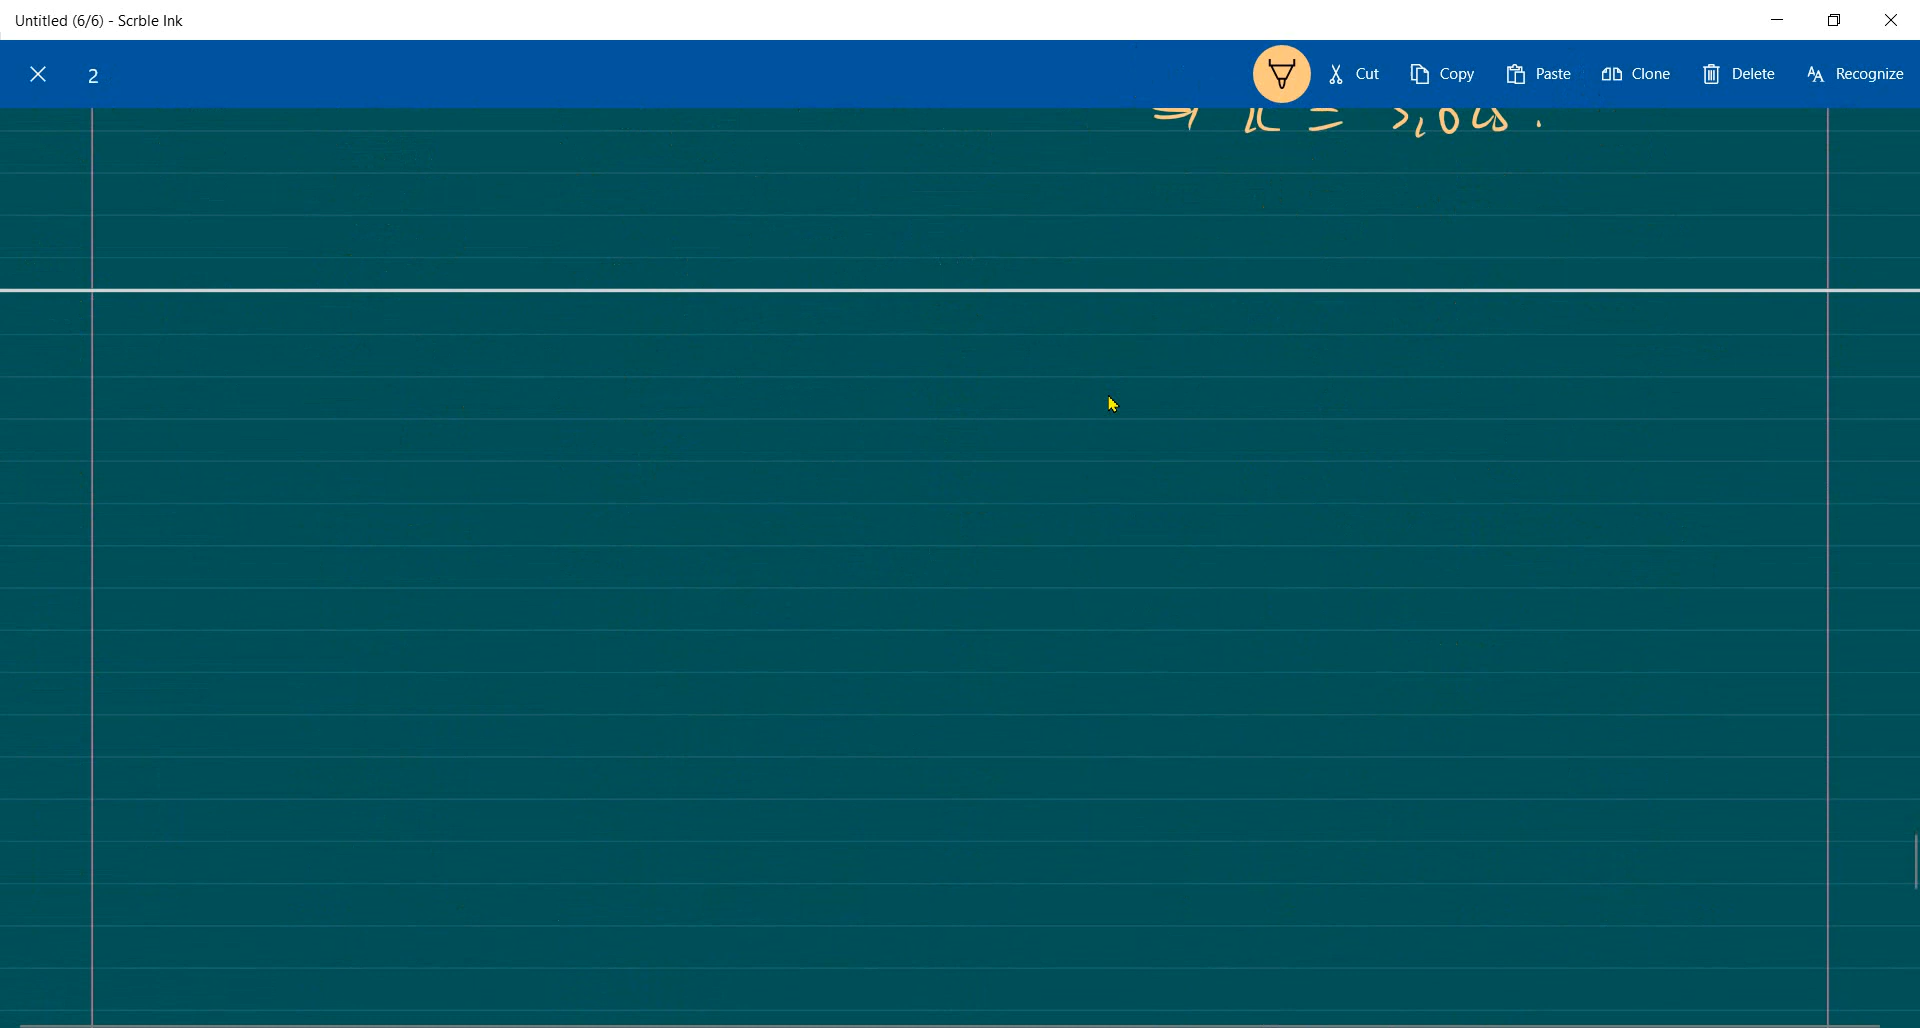 Untitled (6/6) - Scrble Ink
2
Cut
Copy
Paste
Clone
Delete
Recognize